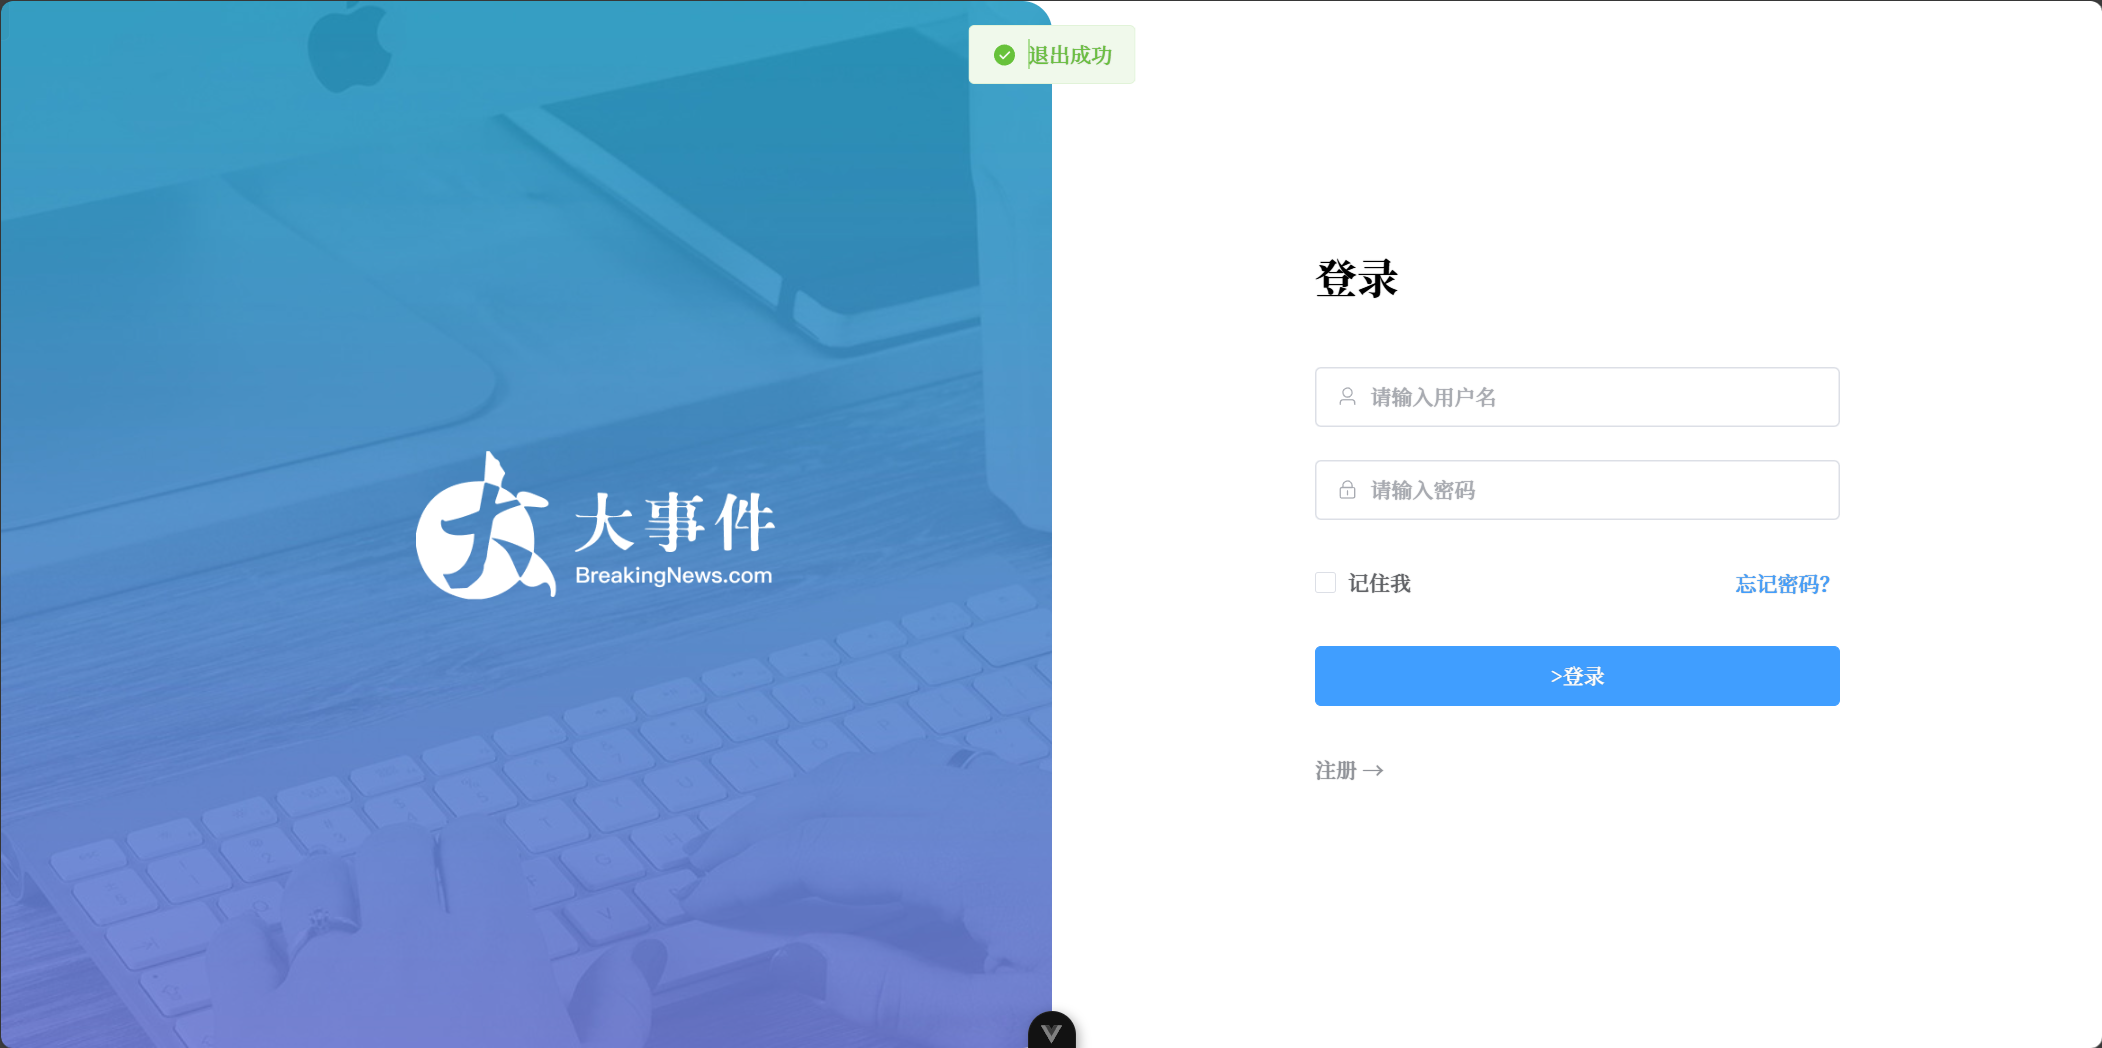 退出成功
大事件
BreakingNews.com
登录
请输入用户名
请输入密码
记住我
忘记密码?
>登录
注册 →